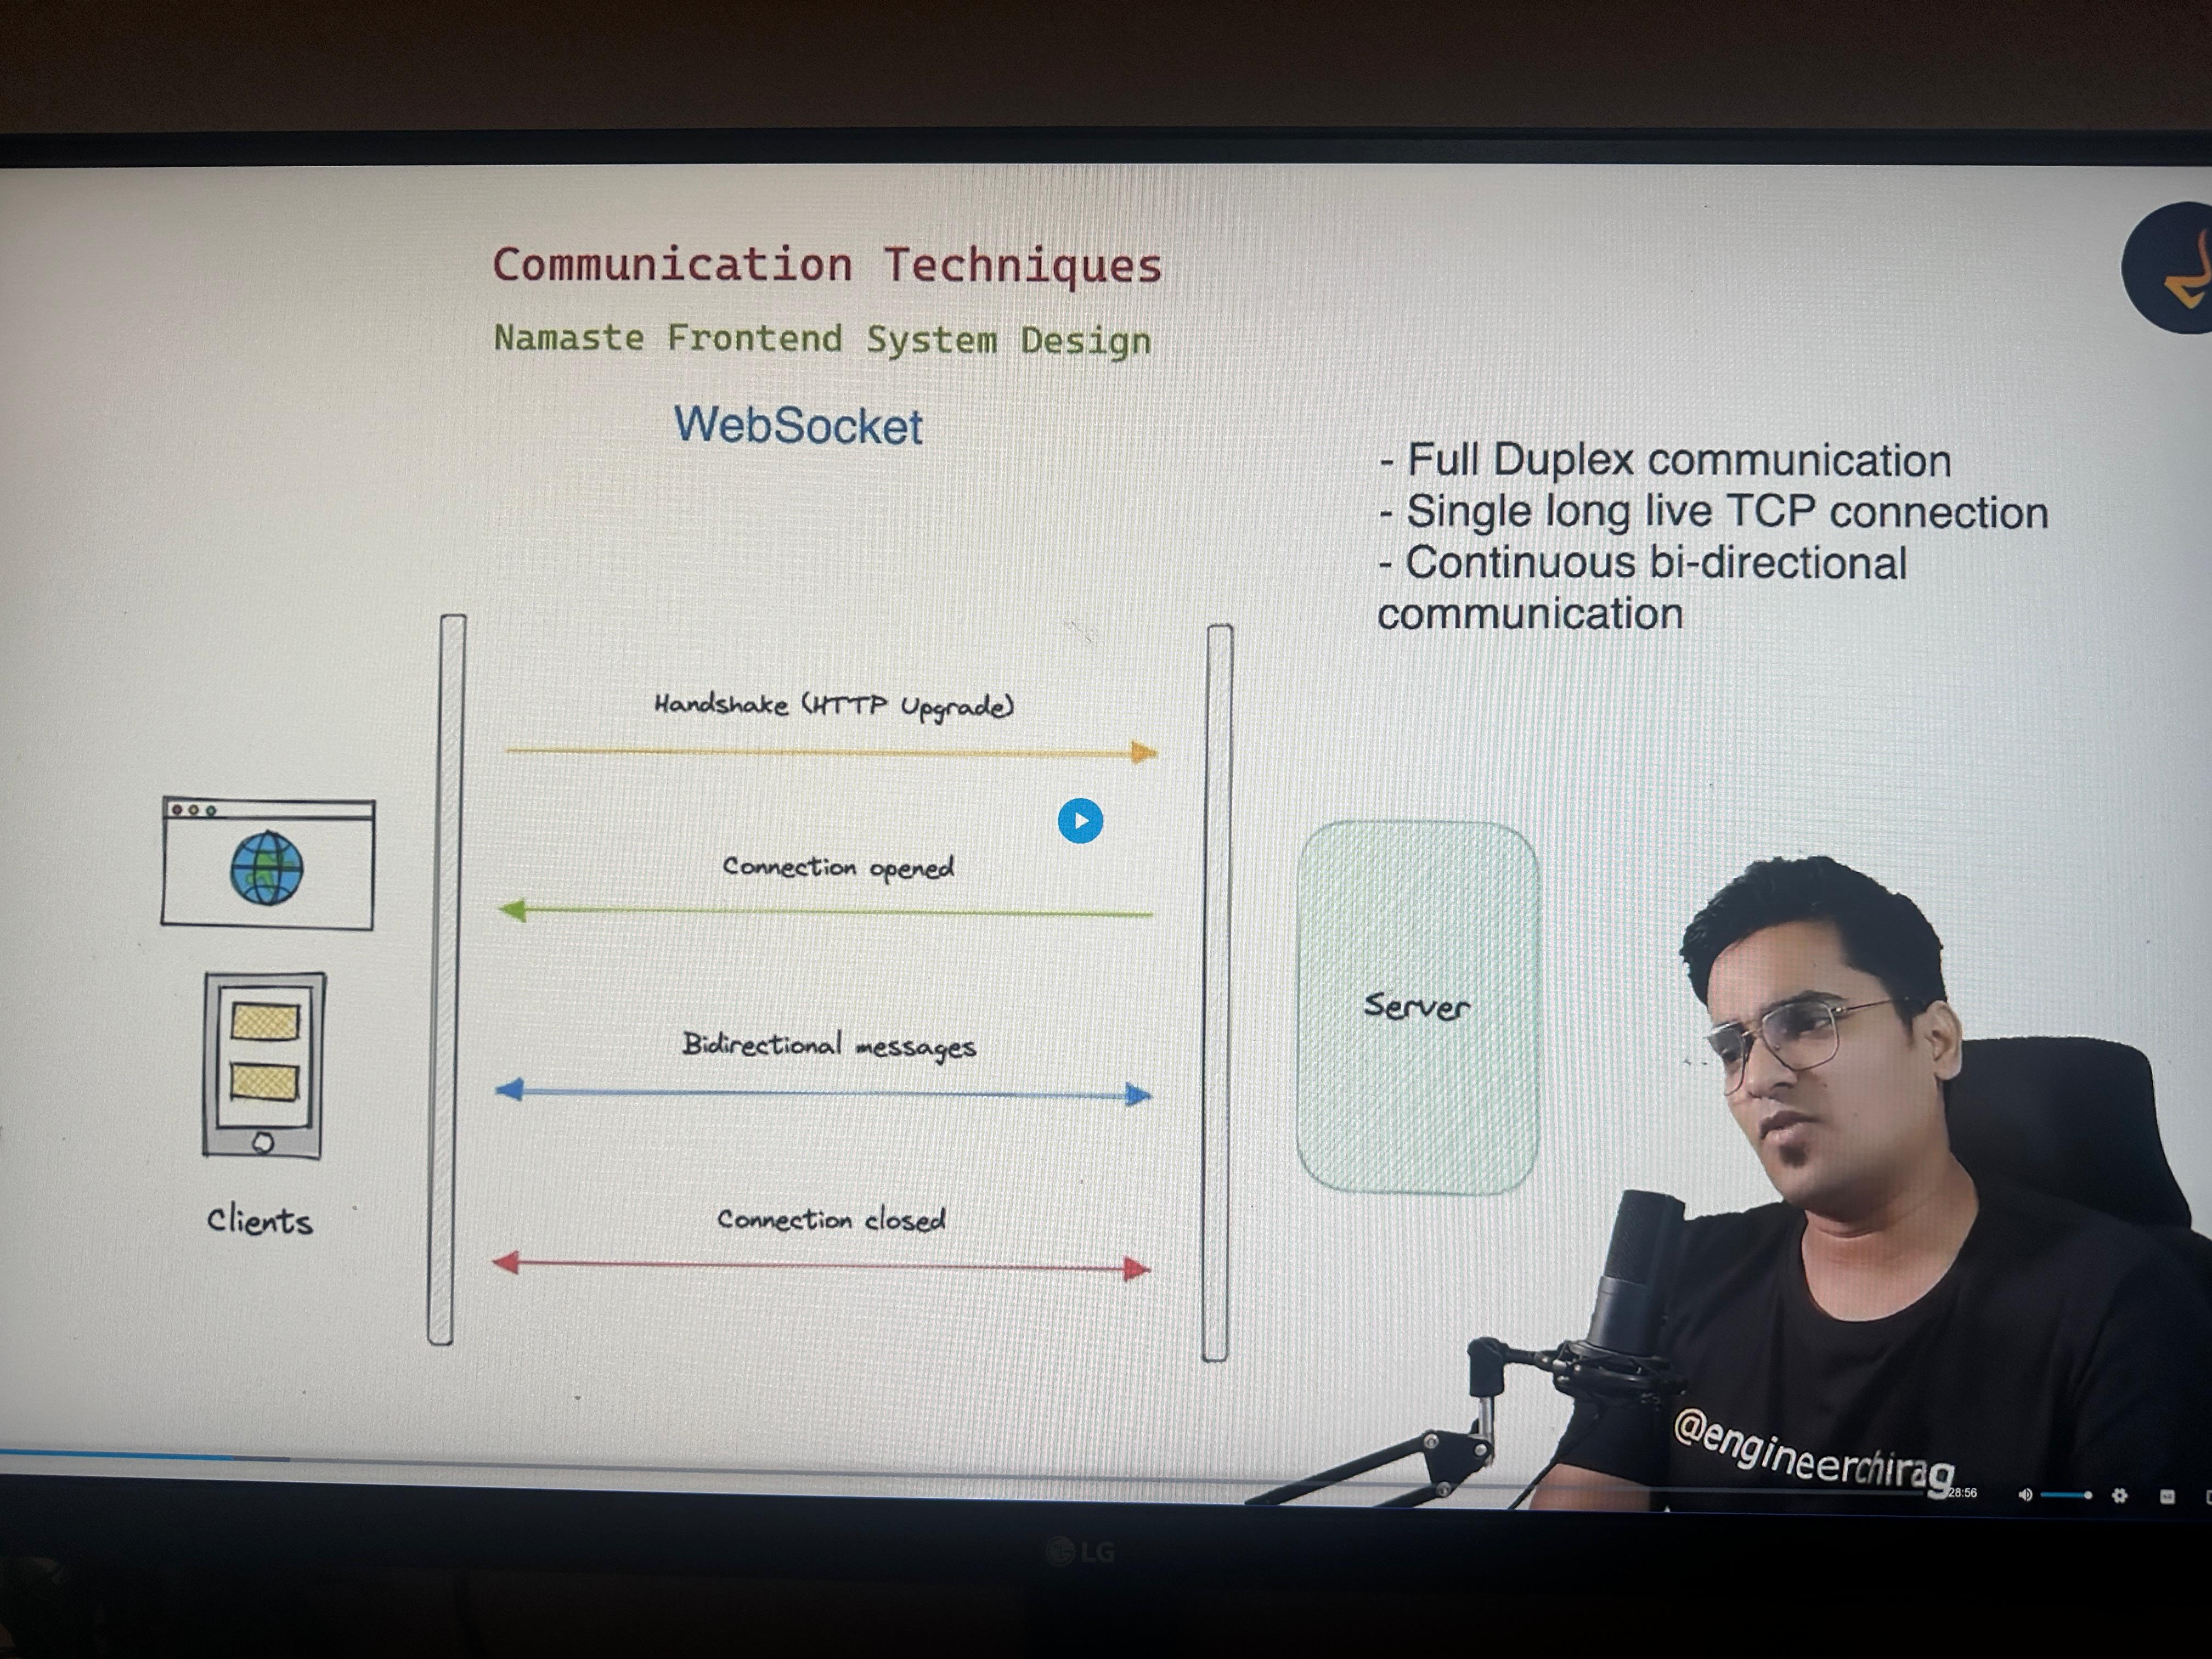 Communication Techniques
Namaste Frontend System Design
WebSocket
- Full Duplex communication
- Single long live TCP connection
- Continuous bi-directional
communication
Handshake (HTTP Upgrade)
Connection opened
Bidirectional messages
Connection closed
Clients
Server
@engineerchirag
28:56
LG